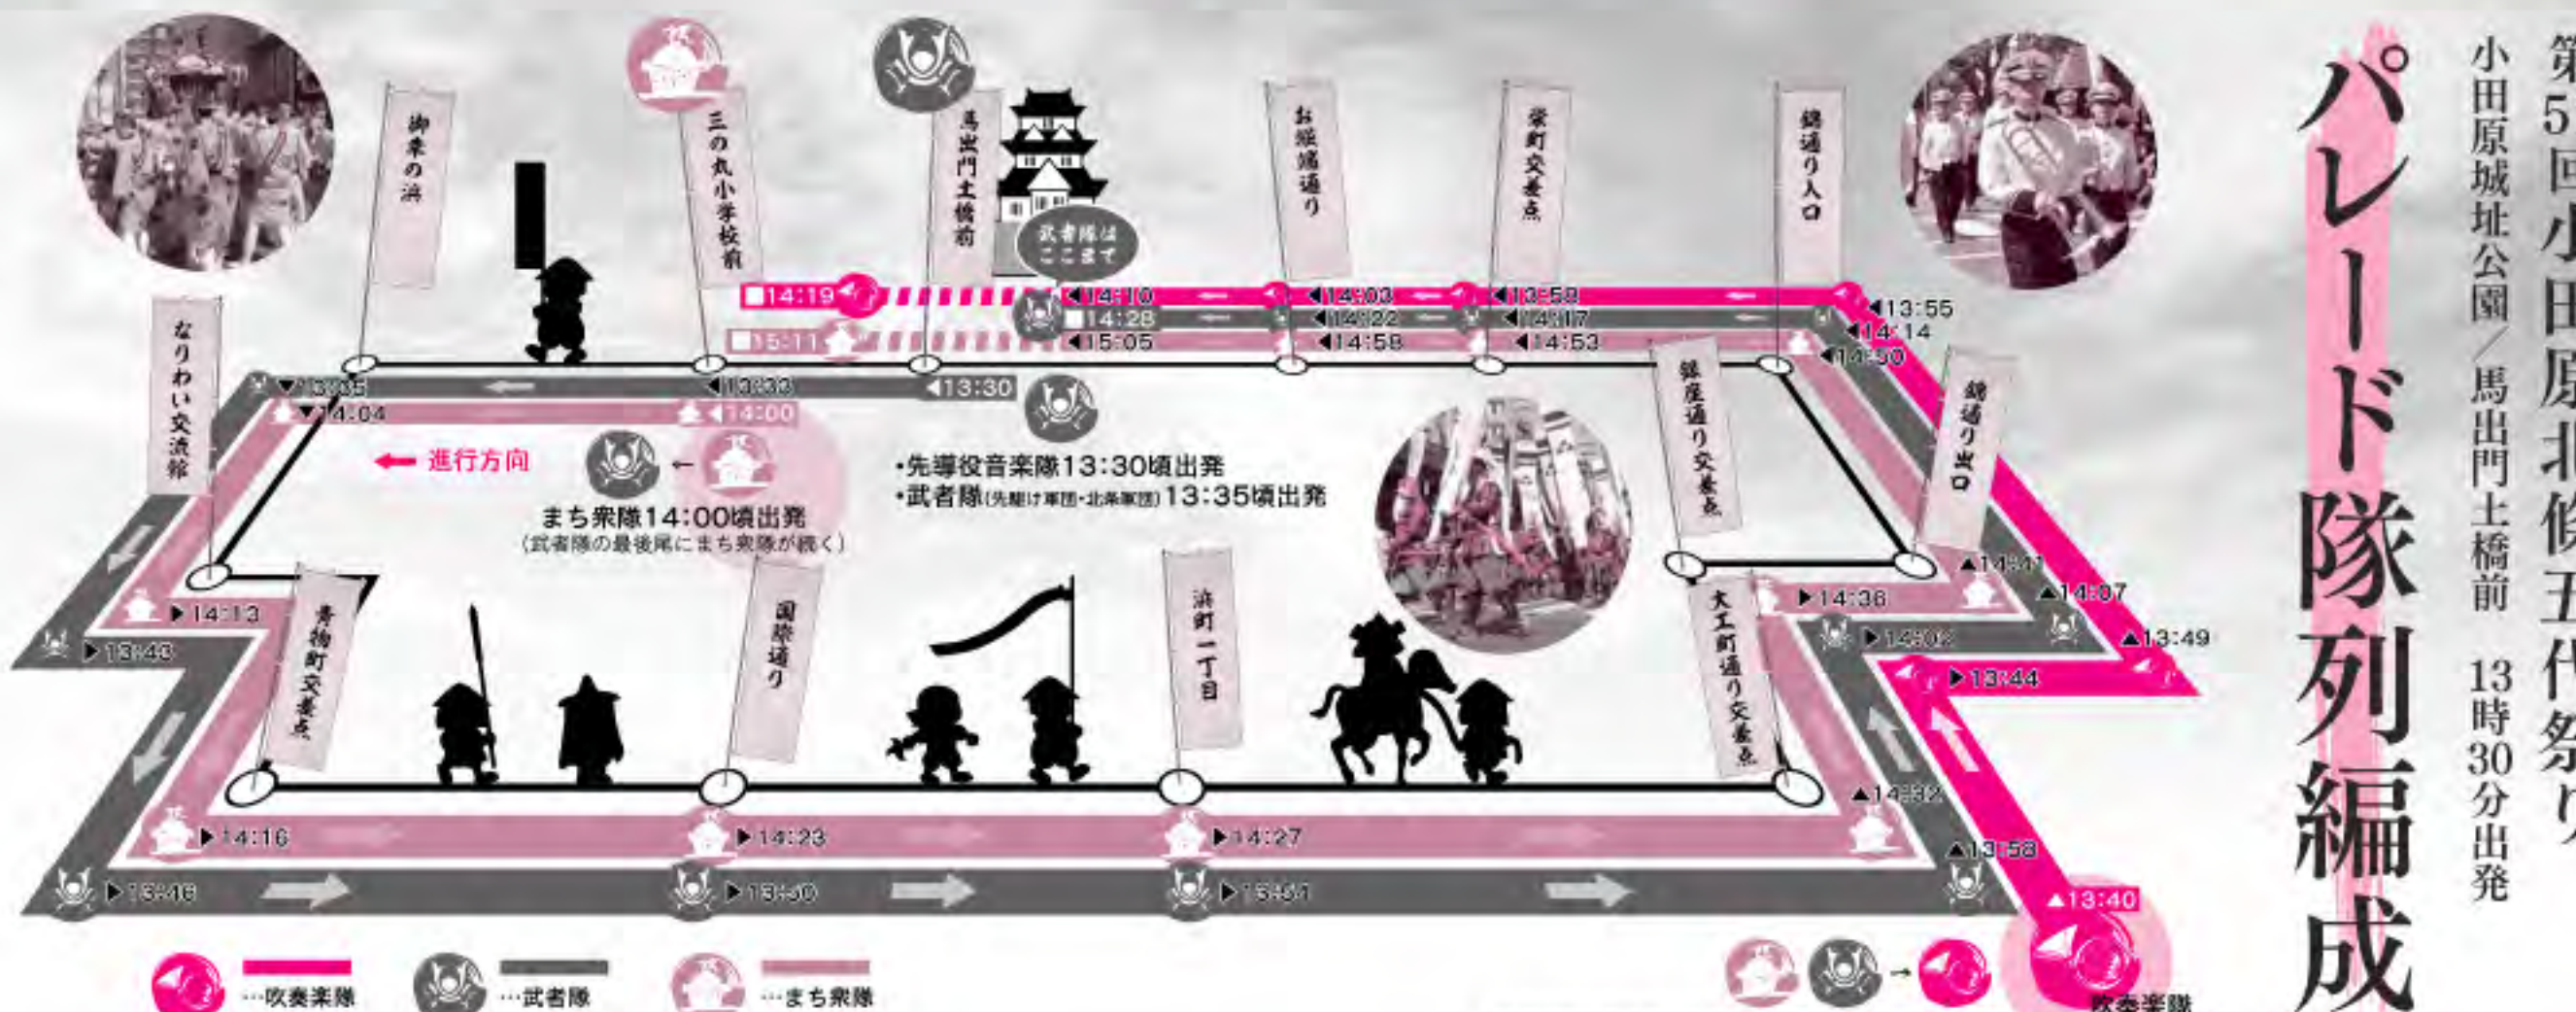 小田原城址公園/馬出門土橋前 13時30分出発
パレード隊列編成
錦通り入口
栄町交差点
お堀端通り
馬出門土橋前
三の丸小学校前
御幸の浜
武者隊は
ここまで
14:19
14:10
14:03
13:58
13:55
14:28
14:22
14:17
14:14
15:11
15:05
14:58
14:53
14:50
なりわい交流館
13:33
13:30
14:04
14:00
銀座通り交差点
錦通り出口
進行方向
まち衆隊14:00頃出発
(武者隊の最後尾にまち衆隊が続く)
・先導役音楽隊13:30頃出発
・武者隊(先駆け軍団・北条軍団)13:35頃出発
14:13
13:43
青物町交差点
国際通り
浜町一丁目
大工町通り交差点
14:36
14:41
14:07
14:02
13:49
13:44
14:16
14:23
14:27
14:32
13:58
13:46
13:50
13:54
13:40
…吹奏楽隊
…武者隊
…まち衆隊
吹奏楽隊